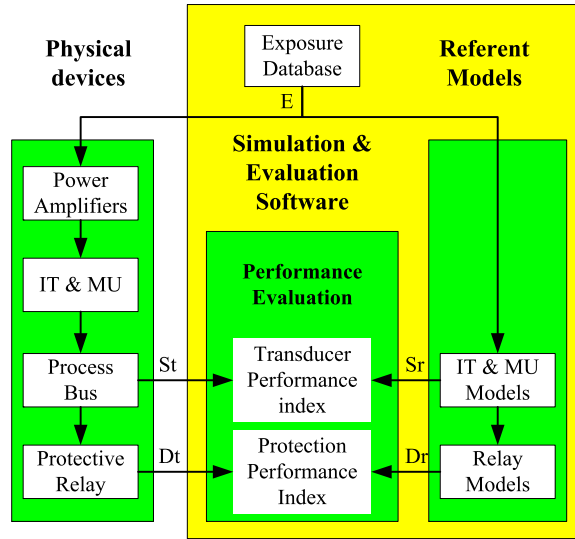 Physical
devices
Exposure
Database
Referent
Models
E
Simulation &
Evaluation
Software
Power
Amplifiers
IT & MU
Process
Bus
Protective
Relay
St
Dt
Performance
Evaluation
Transducer
Performance
index
Protection
Performance
Index
Sr
Dr
IT & MU
Models
Relay
Models